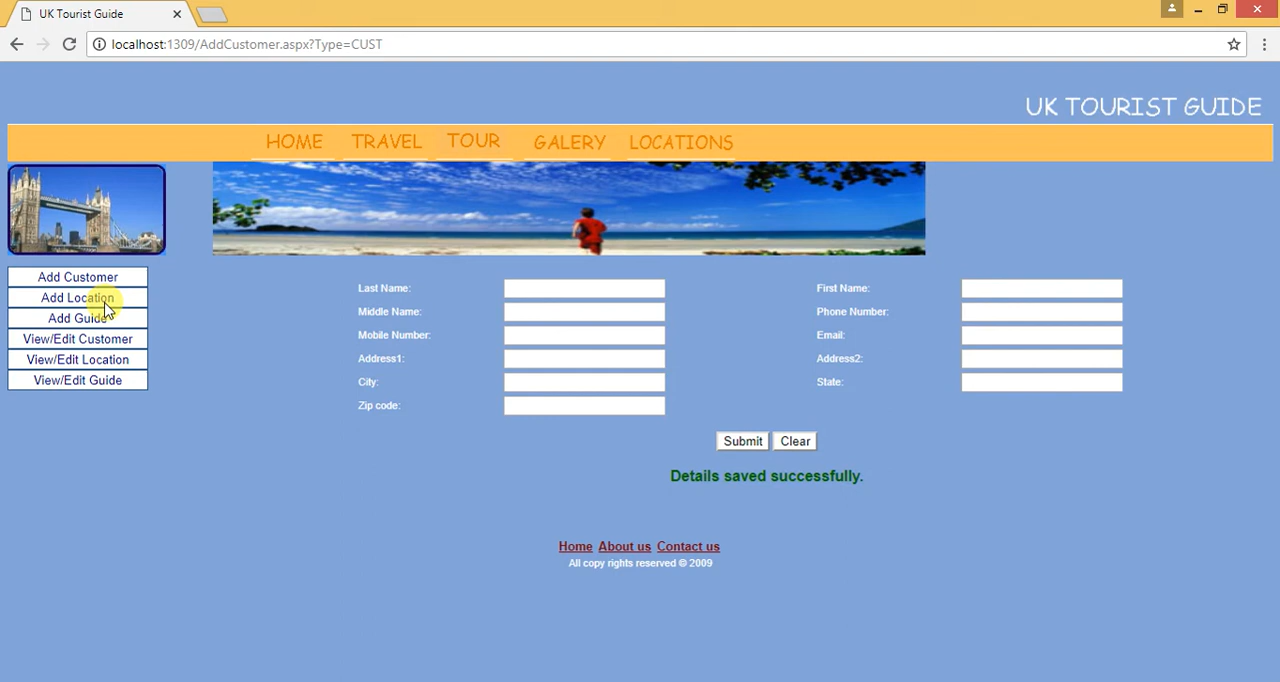 UK Tourist Guide
localhost:1309/AddCustomer.aspx?Type=CUST
UK TOURIST GUIDE
HOME TRAVEL TOUR GALERY LOCATIONS
Add Customer
Add Location
Add Guide
View/Edit Customer
View/Edit Location
View/Edit Guide
Last Name: First Name:
Middle Name: Phone Number:
Mobile Number: Email:
Address1: Address2:
City: State:
Zip code:
Submit Clear
Details saved successfully.
Home About us Contact us
All copy rights reserved © 2009